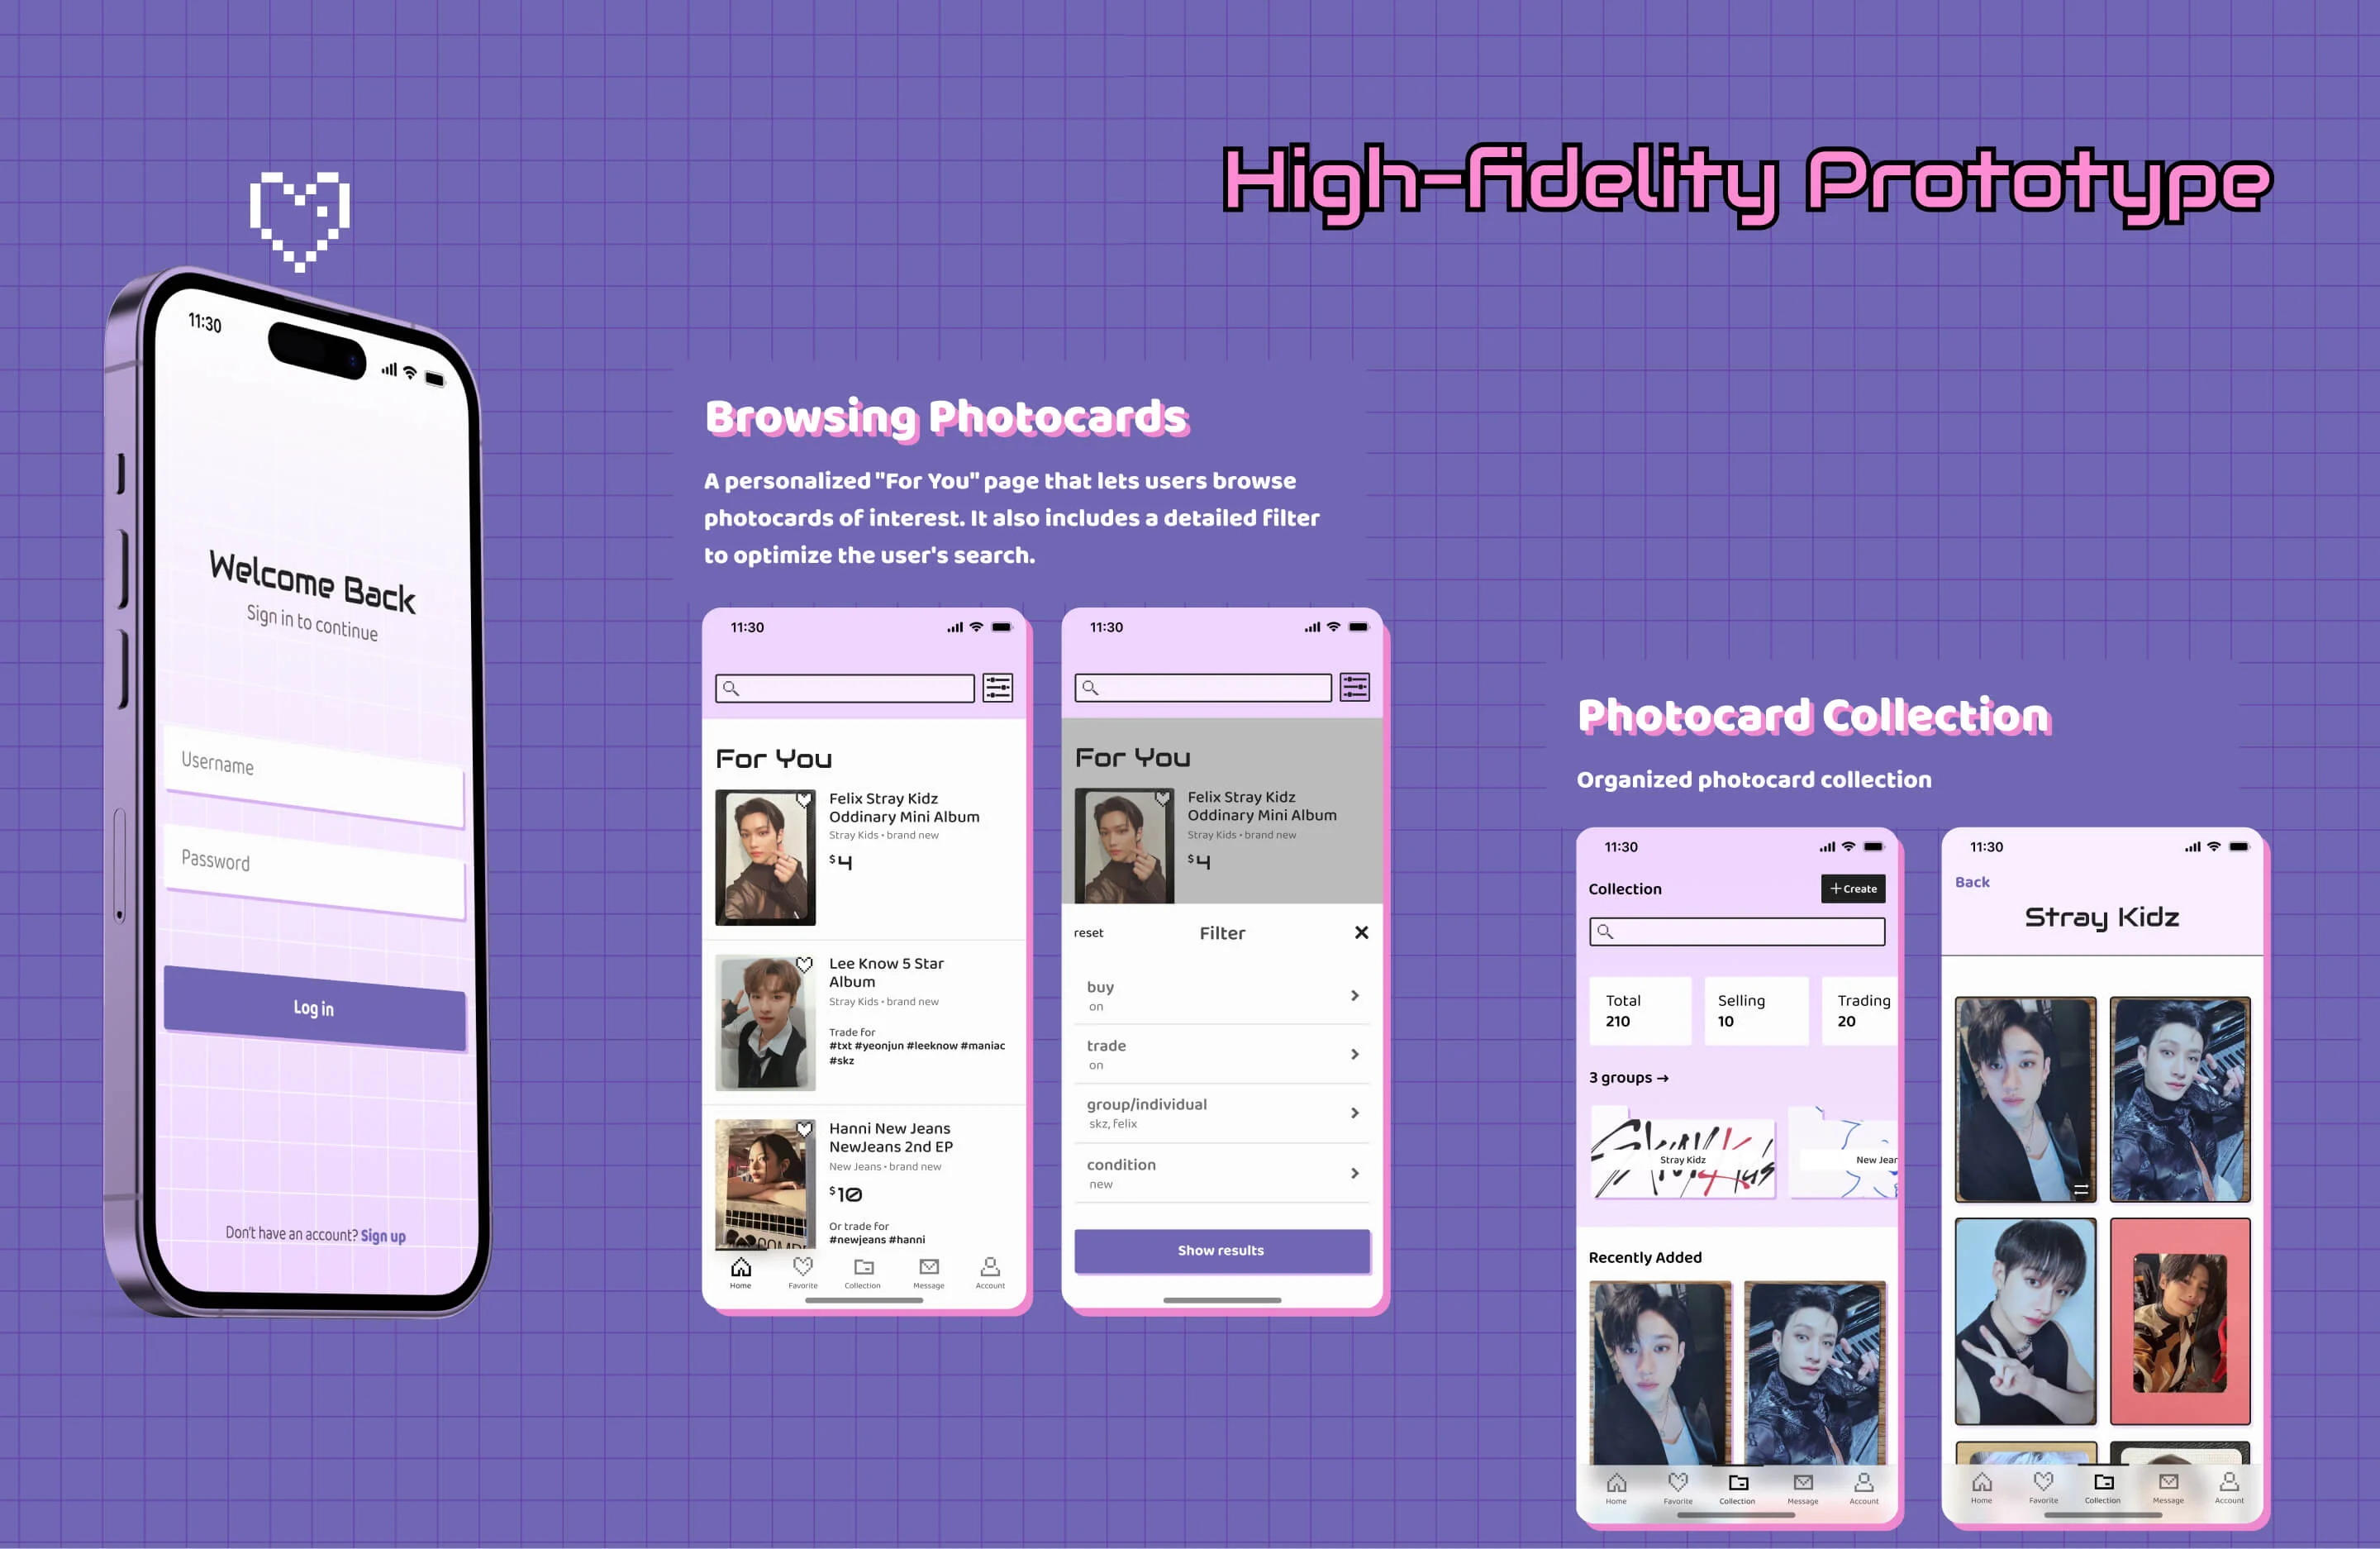 High-fidelity Prototype
11:30
Welcome Back
Sign in to continue
Username
Password
Log in
Don't have an account? Sign up
Browsing Photocards
A personalized "For You" page that lets users browse
photocards of interest. It also includes a detailed filter
to optimize the user's search.
11:30
For You
Felix Stray Kidz
Oddinary Mini Album
Stray Kids • brand new
$4
Lee Know 5 Star
Album
Stray Kids • brand new
Trade for
#txt #yeonjun #leeknow #maniac
#skz
Hanni New Jeans
NewJeans 2nd EP
New Jeans • brand new
$10
Or trade for
#newjeans #hanni
Home Favorite Collection Message Account
11:30
For You
Felix Stray Kidz
Oddinary Mini Album
Stray Kids • brand new
$4
reset Filter
buy
on
trade
on
group/individual
skz, felix
condition
new
Show results
Photocard Collection
Organized photocard collection
11:30
Collection
+Create
Total Selling Trading
210 10 20
3 groups →
Stray Kidz New Jear
Recently Added
Home Favorite Collection Message Account
11:30
Back
Stray Kidz
Home Favorite Collection Message Account